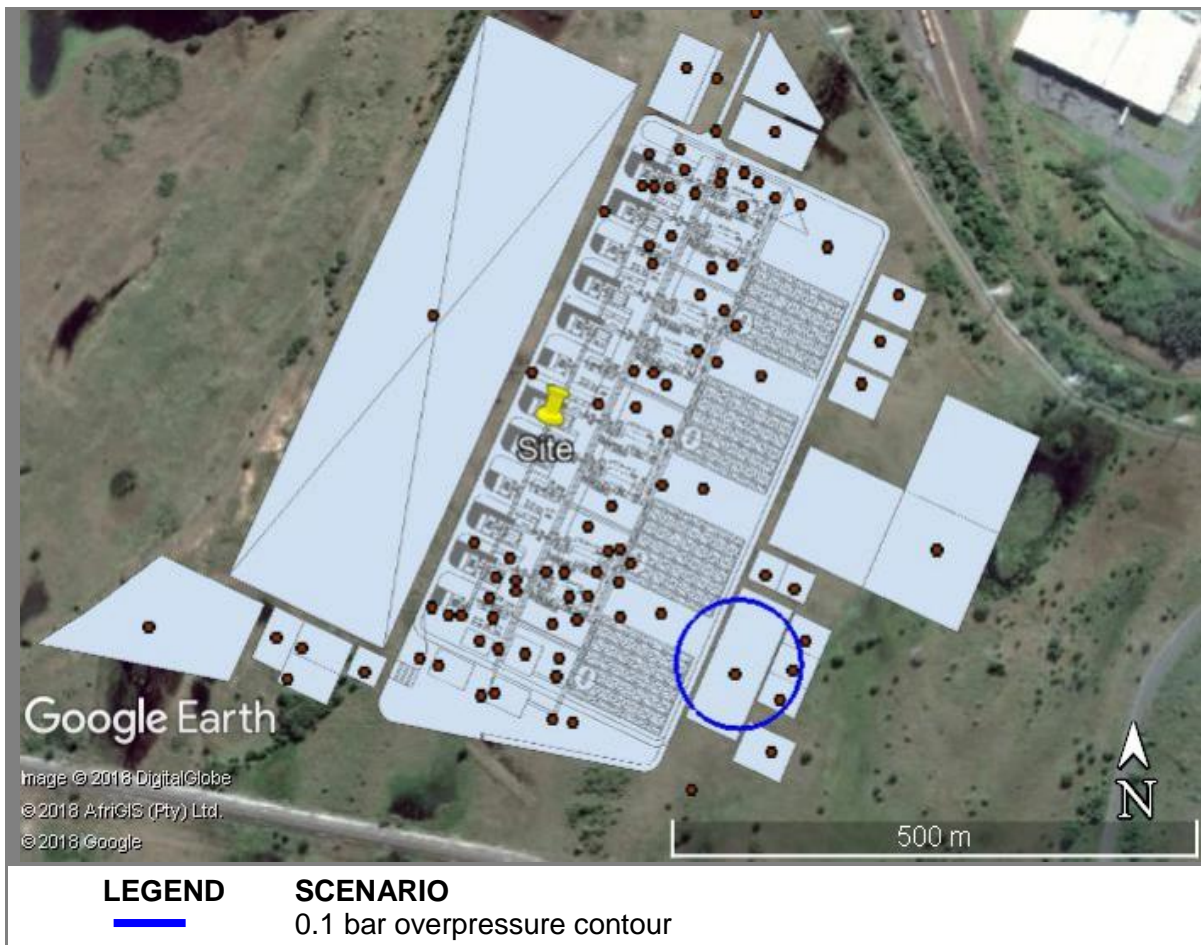 Site
Google Earth
Image © 2018 DigitalGlobe
© 2018 AfriGIS (Pty) Ltd.
© 2018 Google
500 m
N
LEGEND SCENARIO
0.1 bar overpressure contour